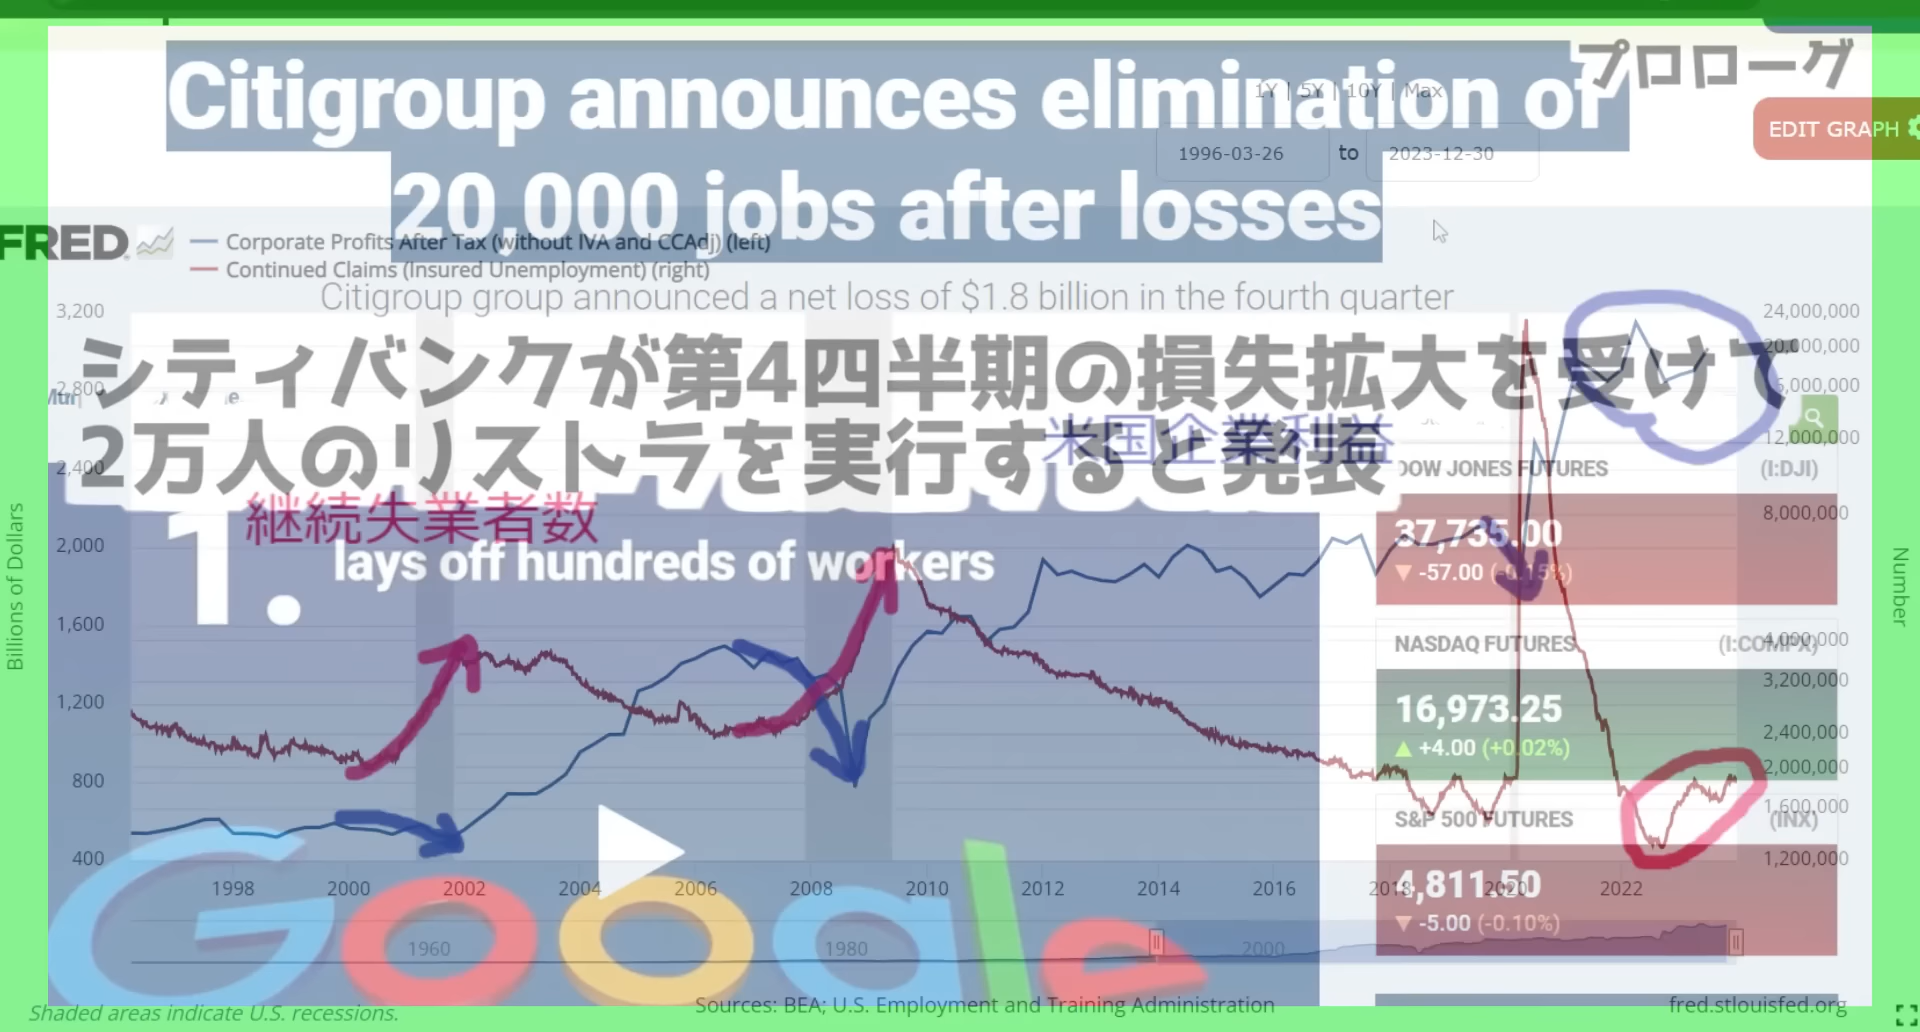 プロローグ
Citigroup announces elimination of
20,000 jobs after losses
1Y | 5Y | 10Y | Max
1996-03-26 to 2023-12-30
EDIT GRAPH
FRED
Corporate Profits After Tax (without IVA and CCAdj) (left)
Continued Claims (Insured Unemployment) (right)
Citigroup group announced a net loss of $1.8 billion in the fourth quarter
シティバンクが第4四半期の損失拡大を受けて
2万人のリストラを実行すると発表
米国企業利益
継続失業者数
1.
lays off hundreds of workers
DOW JONES FUTURES (I:DJI)
37,735.00
▼ -57.00 (-0.15%)
NASDAQ FUTURES (I:COMPX)
16,973.25
▲ +4.00 (+0.02%)
S&P 500 FUTURES (INX)
4,811.50
▼ -5.00 (-0.10%)
Billions of Dollars
3,200
2,800
2,400
2,000
1,600
1,200
800
400
Number
24,000,000
20,000,000
12,000,000
8,000,000
4,000,000
3,200,000
2,400,000
2,000,000
1,600,000
1,200,000
1998 2000 2002 2004 2006 2008 2010 2012 2014 2016 2018 2020 2022
1960 1980 2000
Google
Shaded areas indicate U.S. recessions.
Sources: BEA; U.S. Employment and Training Administration
fred.stlouisfed.org